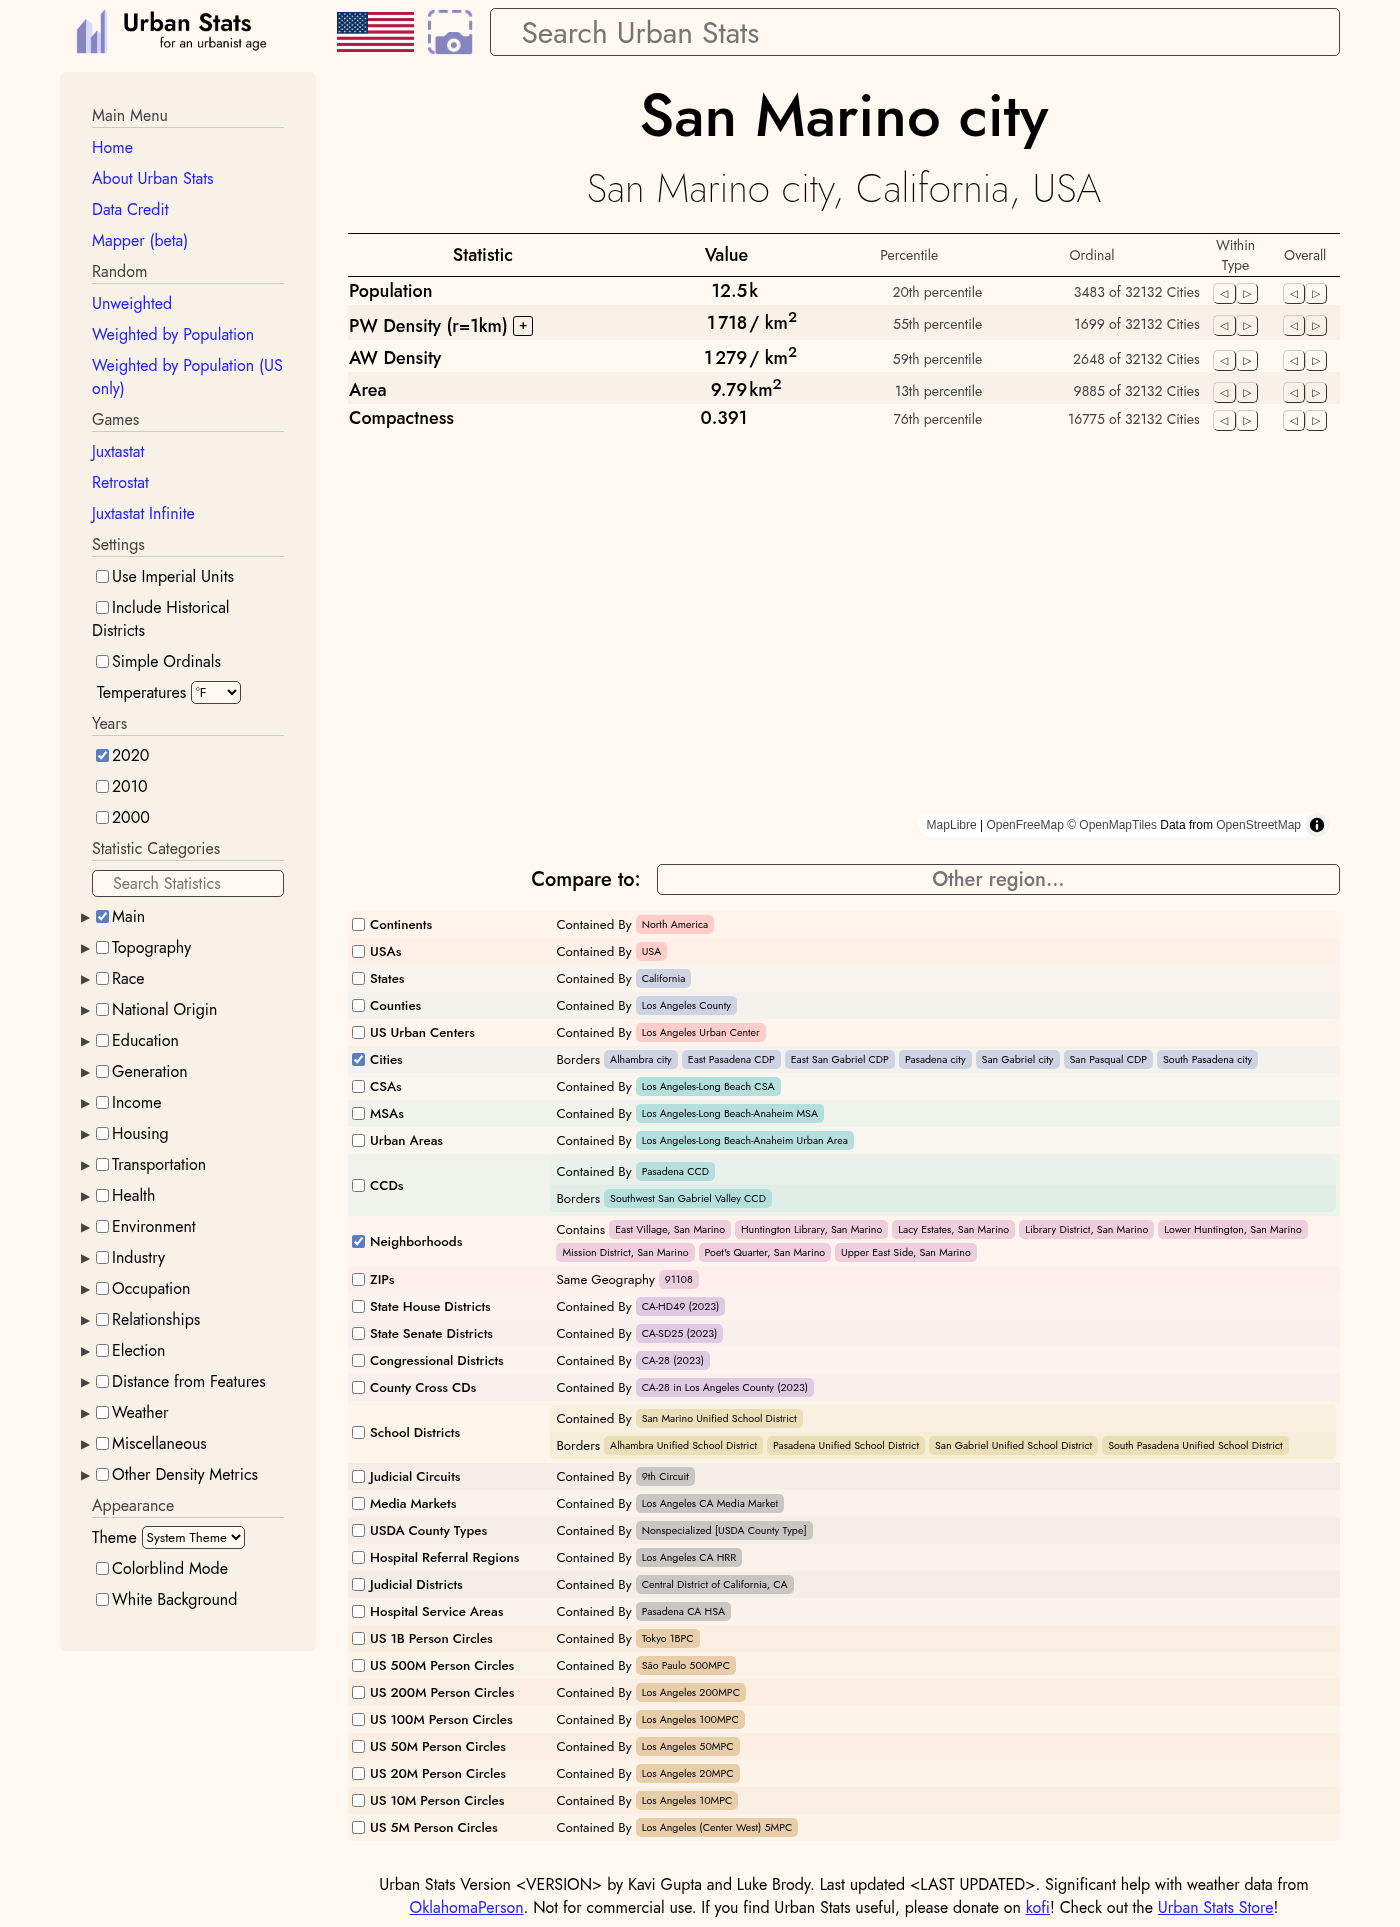 Urban Stats
for an urbanist age
Search Urban Stats
Main Menu
Home
About Urban Stats
Data Credit
Mapper (beta)
Random
Unweighted
Weighted by Population
Weighted by Population (US
only)
Games
Juxtastat
Retrostat
Juxtastat Infinite
Settings
Use Imperial Units
Include Historical
Districts
Simple Ordinals
Temperatures °F
Years
2020
2010
2000
Statistic Categories
Search Statistics
▶ Main
▶ Topography
▶ Race
▶ National Origin
▶ Education
▶ Generation
▶ Income
▶ Housing
▶ Transportation
▶ Health
▶ Environment
▶ Industry
▶ Occupation
▶ Relationships
▶ Election
▶ Distance from Features
▶ Weather
▶ Miscellaneous
▶ Other Density Metrics
Appearance
Theme System Theme
Colorblind Mode
White Background
San Marino city
San Marino city, California, USA
Statistic Value Percentile Ordinal Within Type Overall
Population 12.5 k 20th percentile 3483 of 32132 Cities ◁ ▷ ◁ ▷
PW Density (r=1km) + 1 718 / km² 55th percentile 1699 of 32132 Cities ◁ ▷ ◁ ▷
AW Density 1 279 / km² 59th percentile 2648 of 32132 Cities ◁ ▷ ◁ ▷
Area 9.79 km² 13th percentile 9885 of 32132 Cities ◁ ▷ ◁ ▷
Compactness 0.391 76th percentile 16775 of 32132 Cities ◁ ▷ ◁ ▷
MapLibre | OpenFreeMap © OpenMapTiles Data from OpenStreetMap
Compare to: Other region...
Continents Contained By North America
USAs Contained By USA
States Contained By California
Counties Contained By Los Angeles County
US Urban Centers Contained By Los Angeles Urban Center
Cities Borders Alhambra city East Pasadena CDP East San Gabriel CDP Pasadena city San Gabriel city San Pasqual CDP South Pasadena city
CSAs Contained By Los Angeles-Long Beach CSA
MSAs Contained By Los Angeles-Long Beach-Anaheim MSA
Urban Areas Contained By Los Angeles-Long Beach-Anaheim Urban Area
CCDs Contained By Pasadena CCD
Borders Southwest San Gabriel Valley CCD
Neighborhoods Contains East Village, San Marino Huntington Library, San Marino Lacy Estates, San Marino Library District, San Marino Lower Huntington, San Marino
Mission District, San Marino Poet's Quarter, San Marino Upper East Side, San Marino
ZIPs Same Geography 91108
State House Districts Contained By CA-HD49 (2023)
State Senate Districts Contained By CA-SD25 (2023)
Congressional Districts Contained By CA-28 (2023)
County Cross CDs Contained By CA-28 in Los Angeles County (2023)
School Districts Contained By San Marino Unified School District
Borders Alhambra Unified School District Pasadena Unified School District San Gabriel Unified School District South Pasadena Unified School District
Judicial Circuits Contained By 9th Circuit
Media Markets Contained By Los Angeles CA Media Market
USDA County Types Contained By Nonspecialized [USDA County Type]
Hospital Referral Regions Contained By Los Angeles CA HRR
Judicial Districts Contained By Central District of California, CA
Hospital Service Areas Contained By Pasadena CA HSA
US 1B Person Circles Contained By Tokyo 1BPC
US 500M Person Circles Contained By São Paulo 500MPC
US 200M Person Circles Contained By Los Angeles 200MPC
US 100M Person Circles Contained By Los Angeles 100MPC
US 50M Person Circles Contained By Los Angeles 50MPC
US 20M Person Circles Contained By Los Angeles 20MPC
US 10M Person Circles Contained By Los Angeles 10MPC
US 5M Person Circles Contained By Los Angeles (Center West) 5MPC
Urban Stats Version <VERSION> by Kavi Gupta and Luke Brody. Last updated <LAST UPDATED>. Significant help with weather data from
OklahomaPerson. Not for commercial use. If you find Urban Stats useful, please donate on kofi! Check out the Urban Stats Store!